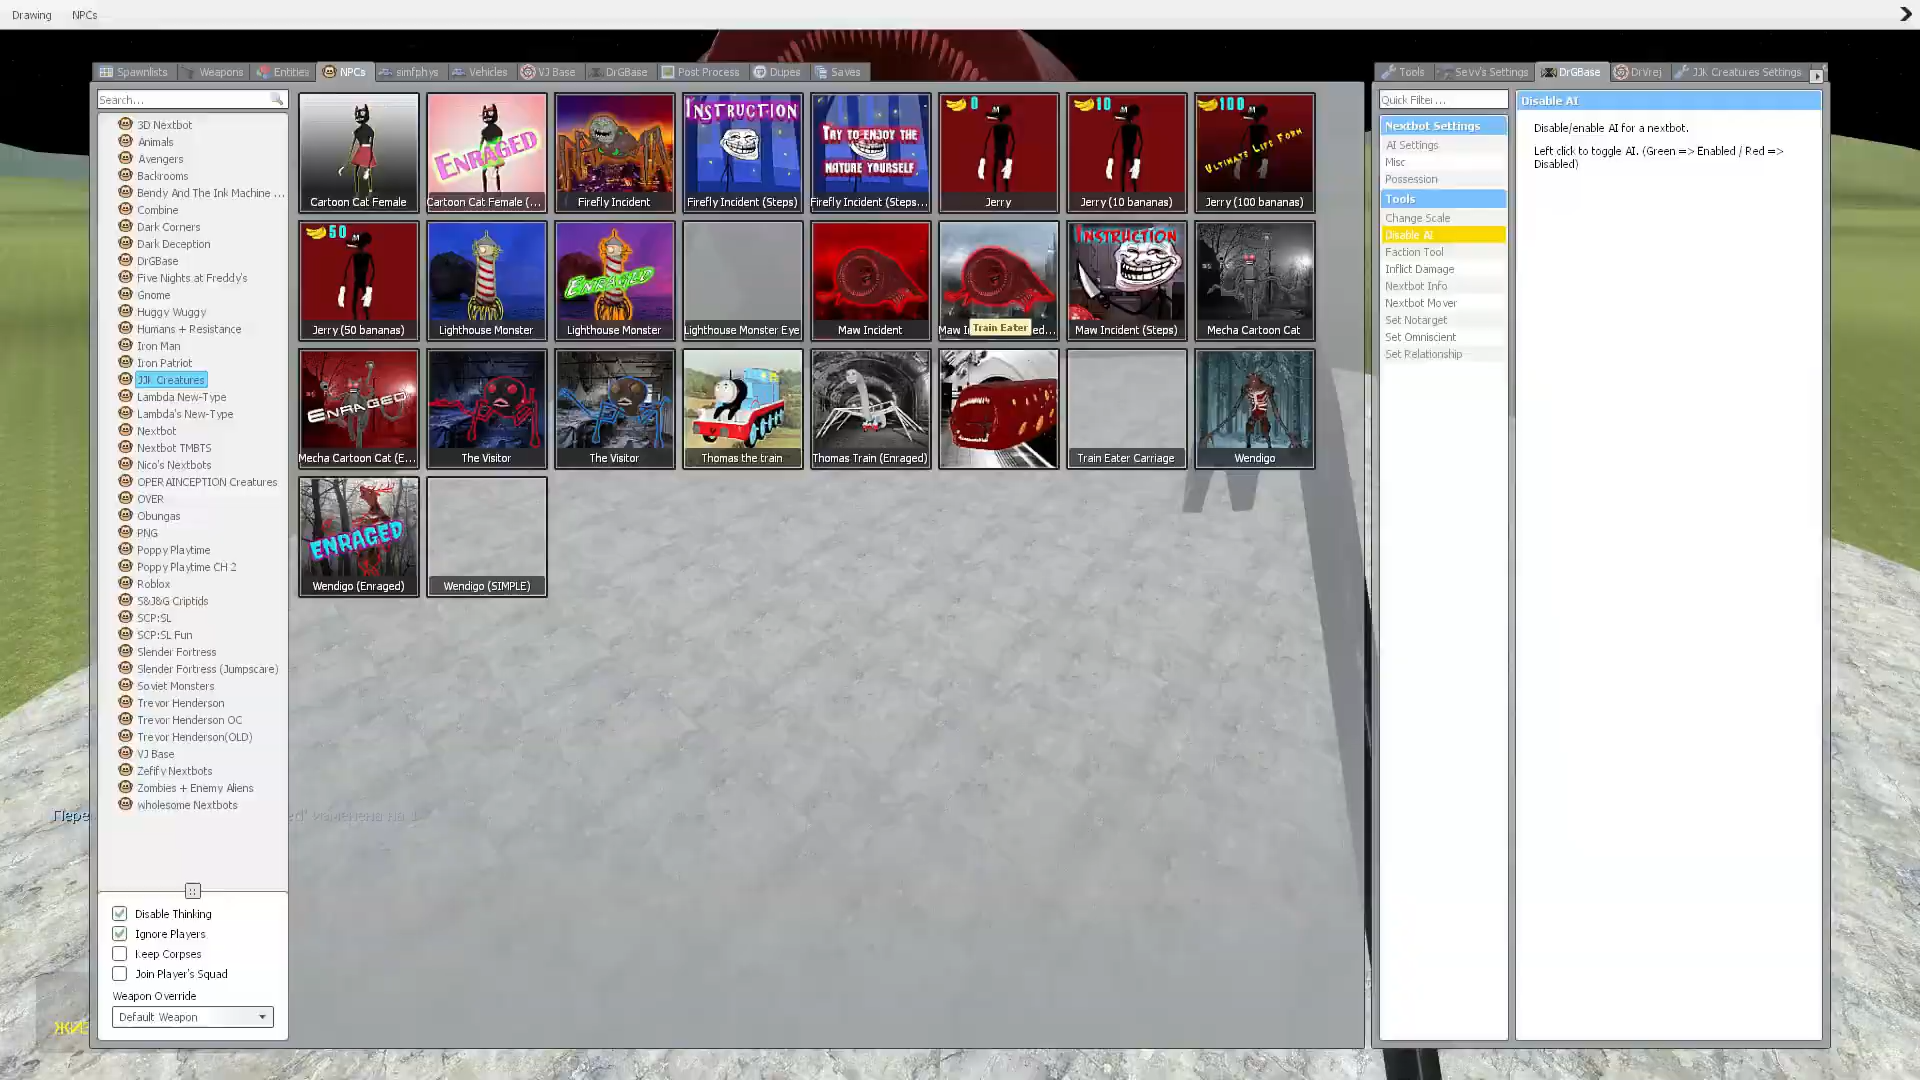 Drawing NPCs
Spawnlists Weapons Entities NPCs simfphys Vehicles VJ Base DrGBase Post Process Dupes Saves
Tools Sevv's Settings DrGBase DrVrej JJK Creatures Settings
Search...
3D Nextbot
Animals
Avengers
Backrooms
Bendy And The Ink Machine ...
Combine
Dark Corners
Dark Deception
DrGBase
Five Nights at Freddy's
Gnome
Huggy Wuggy
Humans + Resistance
Iron Man
Iron Patriot
JJK Creatures
Lambda New-Type
Lambda's New-Type
Nextbot
Nextbot TMBTS
Nico's Nextbots
OPERAINCEPTION Creatures
OVER
Obungas
PNG
Poppy Playtime
Poppy Playtime CH 2
Roblox
S&J&G Criptids
SCP:SL
SCP:SL Fun
Slender Fortress
Slender Fortress (Jumpscare)
Soviet Monsters
Trevor Henderson
Trevor Henderson OC
Trevor Henderson(OLD)
VJ Base
Zefify Nextbots
Zombies + Enemy Aliens
wholesome Nextbots
Disable Thinking
Ignore Players
Keep Corpses
Join Player's Squad
Weapon Override
Default Weapon
ENRAGED
INSTRUCTION
TRY TO ENJOY THE
NATURE YOURSELF.
0
10
100
ULTIMATE LIFE FORM
Cartoon Cat Female
Cartoon Cat Female (...
Firefly Incident
Firefly Incident (Steps)
Firefly Incident (Steps...
Jerry
Jerry (10 bananas)
Jerry (100 bananas)
50
ENRAGED
INSTRUCTION
Jerry (50 bananas)
Lighthouse Monster
Lighthouse Monster
Lighthouse Monster Eye
Maw Incident
Train Eater
Maw Incident (Steps)
Mecha Cartoon Cat
ENRAGED
Mecha Cartoon Cat (E...
The Visitor
The Visitor
Thomas the train
Thomas Train (Enraged)
Train Eater Carriage
Wendigo
ENRAGED
Wendigo (Enraged)
Wendigo (SIMPLE)
Quick Filter ...
Nextbot Settings
AI Settings
Misc
Possession
Tools
Change Scale
Disable AI
Faction Tool
Inflict Damage
Nextbot Info
Nextbot Mover
Set Notarget
Set Omniscient
Set Relationship
Disable AI
Disable/enable AI for a nextbot.
Left click to toggle AI. (Green => Enabled / Red =>
Disabled)
изменена на 1